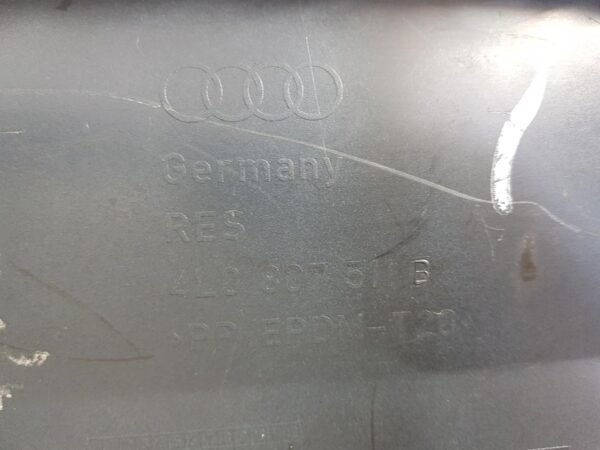 Germany
RES
4L0 807 511 B
>PP/EPDM-T20